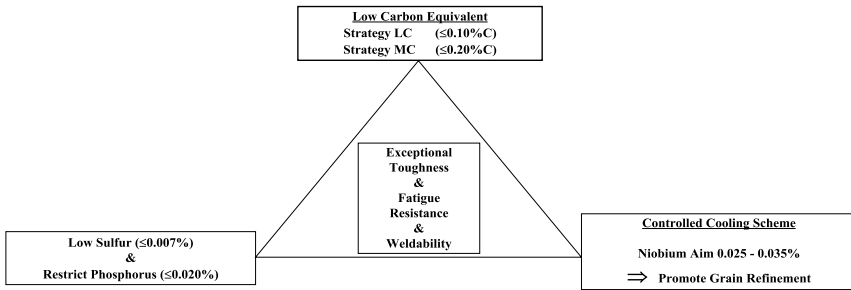 Low Carbon Equivalent
Strategy LC (≤0.10%C)
Strategy MC (≤0.20%C)
Exceptional
Toughness
&
Fatigue
Resistance
&
Weldability
Low Sulfur (≤0.007%)
&
Restrict Phosphorus (≤0.020%)
Controlled Cooling Scheme
Niobium Aim 0.025 - 0.035%
⇒ Promote Grain Refinement